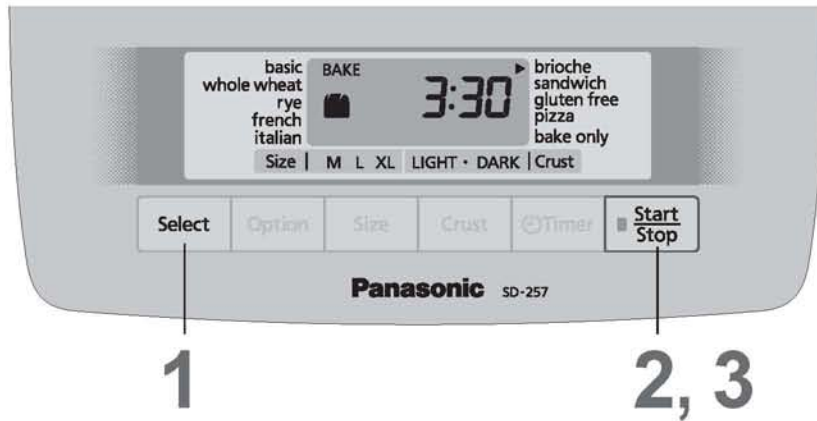 basic
whole wheat
rye
french
italian
BAKE
3:30
brioche
sandwich
gluten free
pizza
bake only
Size | M L XL LIGHT · DARK | Crust
Select Option Size Crust Timer Start
Stop
Panasonic SD-257
1 2, 3